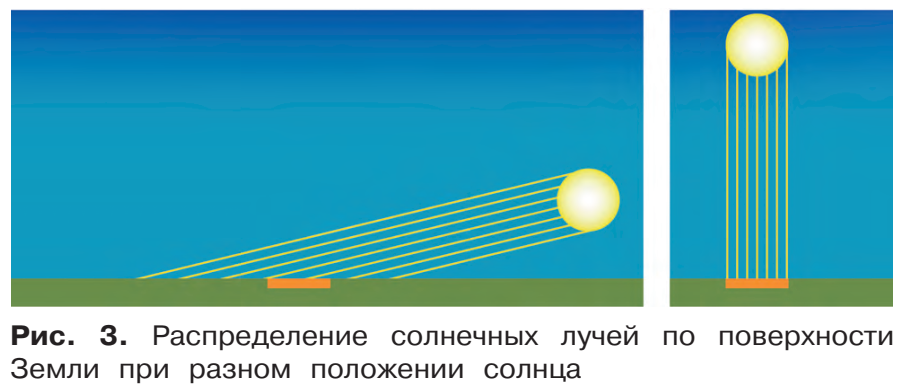 Рис. 3. Распределение солнечных лучей по поверхности
Земли при разном положении солнца